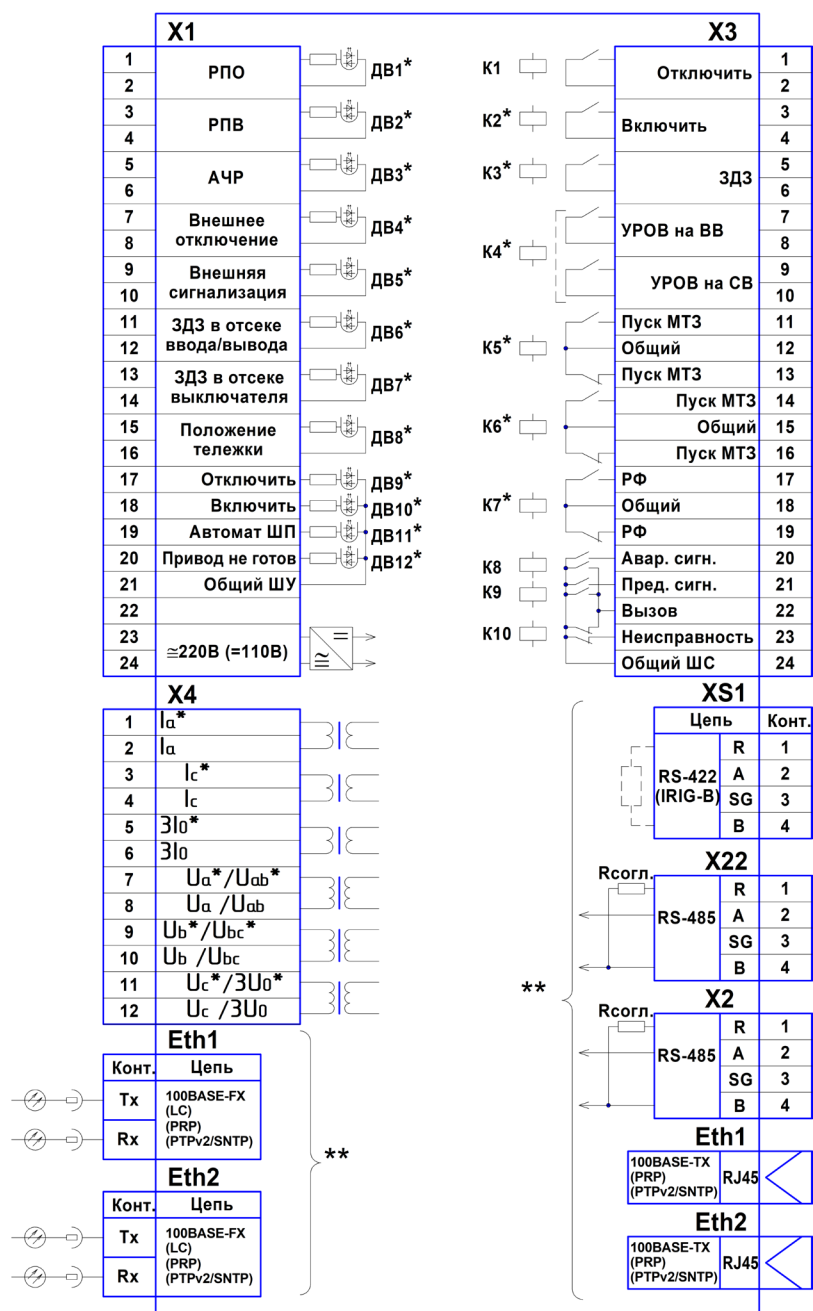 X1
1
РПО
ДВ1*
2
3
РПВ
ДВ2*
4
5
АЧР
ДВ3*
6
7
Внешнее
отключение
ДВ4*
8
9
Внешняя
сигнализация
ДВ5*
10
11
ЗДЗ в отсеке
ввода/вывода
ДВ6*
12
13
ЗДЗ в отсеке
выключателя
ДВ7*
14
15
Положение
тележки
ДВ8*
16
17 Отключить ДВ9*
18 Включить ДВ10*
19 Автомат ШП ДВ11*
20 Привод не готов ДВ12*
21 Общий ШУ
22
23
≅220В (=110В)
=
≅
24
X3
К1
Отключить
1
2
К2*
Включить
3
4
К3*
ЗДЗ
5
6
К4*
УРОВ на ВВ
7
8
УРОВ на СВ
9
10
Пуск МТЗ 11
К5* Общий 12
Пуск МТЗ 13
Пуск МТЗ 14
К6* Общий 15
Пуск МТЗ 16
РФ 17
К7* Общий 18
РФ 19
К8 Авар. сигн. 20
К9 Пред. сигн. 21
Вызов 22
К10 Неисправность 23
Общий ШС 24
X4
1 Ia*
2 Ia
3 Ic*
4 Ic
5 3I0*
6 3I0
7 Ua*/Uab*
8 Ua /Uab
9 Ub*/Ubc*
10 Ub /Ubc
11 Uc*/3U0*
12 Uc /3U0
Eth1
Конт. Цепь
Tx
Rx
100BASE-FX
(LC)
(PRP)
(PTPv2/SNTP)
**
Eth2
Конт. Цепь
Tx
Rx
100BASE-FX
(LC)
(PRP)
(PTPv2/SNTP)
**
XS1
Цепь Конт.
RS-422
(IRIG-B)
R 1
A 2
SG 3
B 4
X22
Rсогл.
RS-485
R 1
A 2
SG 3
B 4
X2
Rсогл.
RS-485
R 1
A 2
SG 3
B 4
Eth1
100BASE-TX
(PRP)
(PTPv2/SNTP)
RJ45
Eth2
100BASE-TX
(PRP)
(PTPv2/SNTP)
RJ45